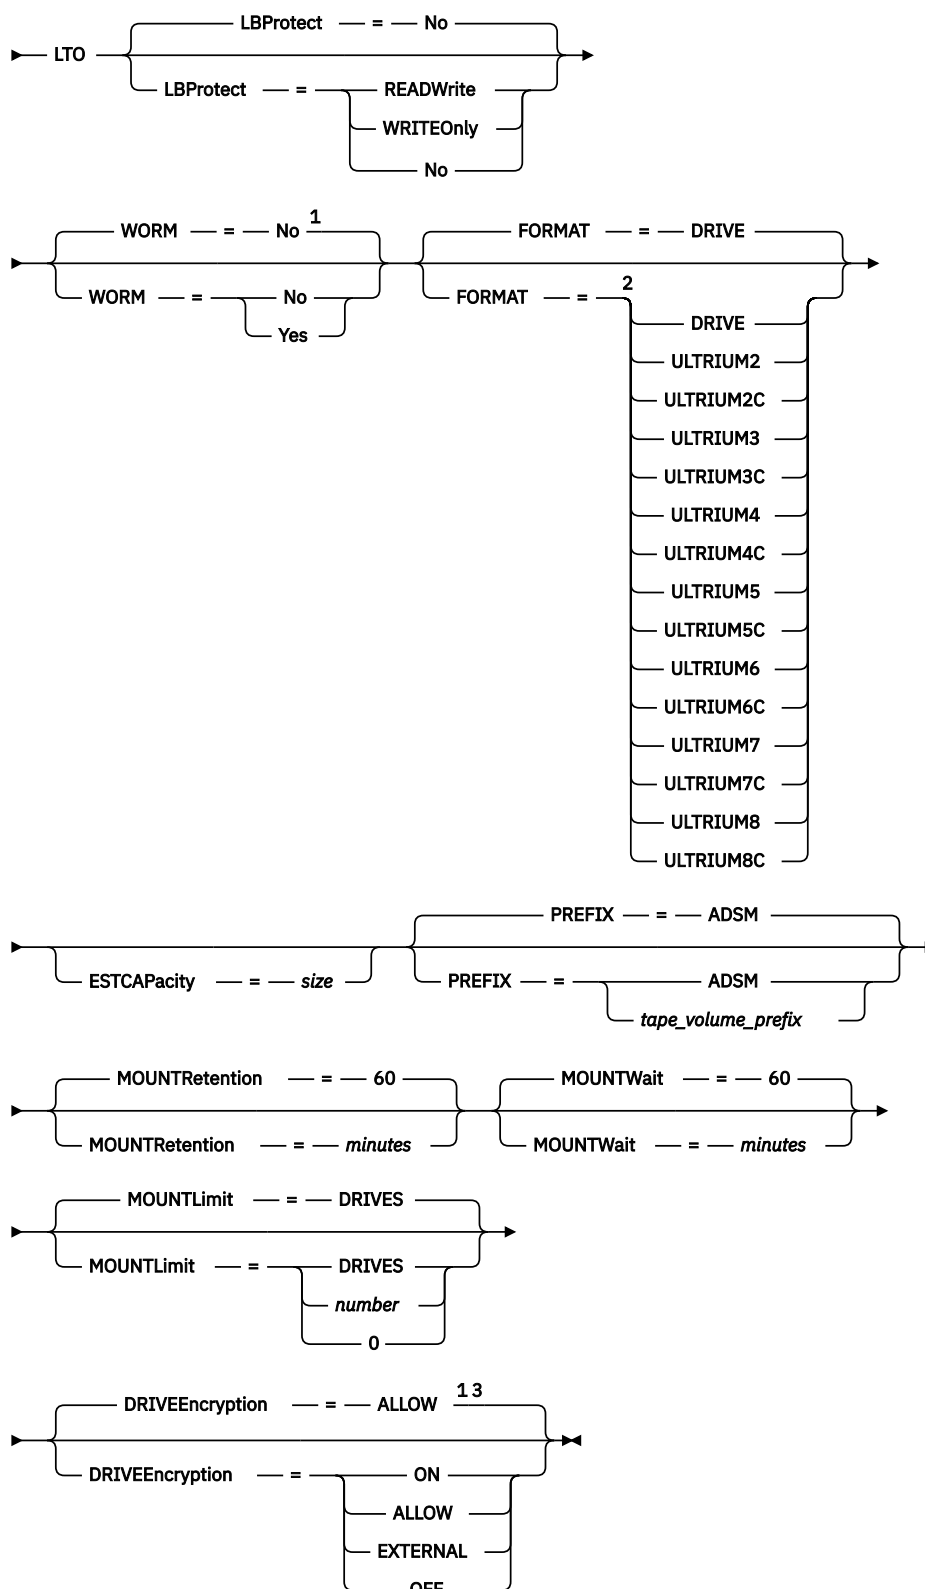 LBProtect = No
LTO
LBProtect = READWrite
WRITEOnly
No
WORM = No 1 FORMAT = DRIVE
WORM = No FORMAT = 2
Yes DRIVE
ULTRIUM2
ULTRIUM2C
ULTRIUM3
ULTRIUM3C
ULTRIUM4
ULTRIUM4C
ULTRIUM5
ULTRIUM5C
ULTRIUM6
ULTRIUM6C
ULTRIUM7
ULTRIUM7C
ULTRIUM8
ULTRIUM8C
PREFIX = ADSM
ESTCAPacity = size PREFIX = ADSM
tape_volume_prefix
MOUNTRetention = 60 MOUNTWait = 60
MOUNTRetention = minutes MOUNTWait = minutes
MOUNTLimit = DRIVES
MOUNTLimit = DRIVES
number
0
DRIVEEncryption = ALLOW 1 3
DRIVEEncryption = ON
ALLOW
EXTERNAL
OFF